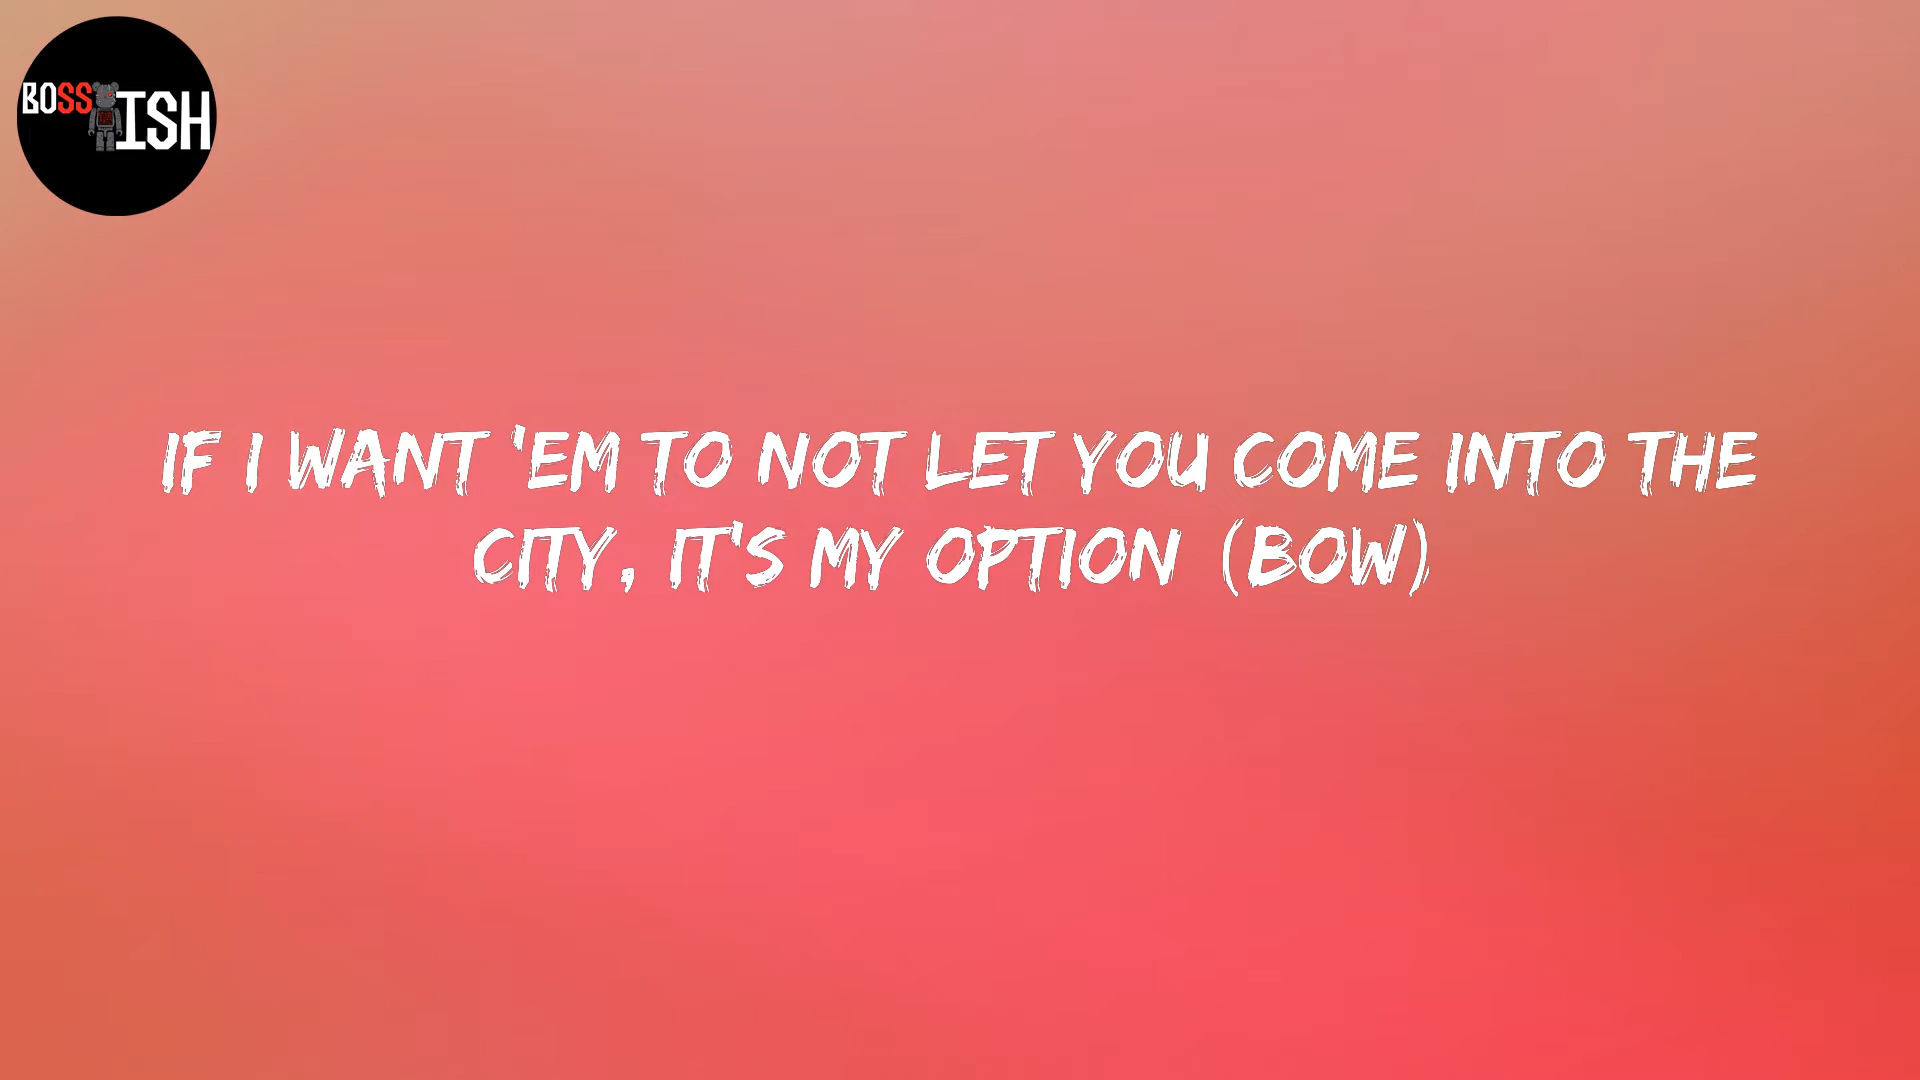 BOSS ISH
IF I WANT 'EM TO NOT LET YOU COME INTO THE
CITY, IT'S MY OPTION (BOW)